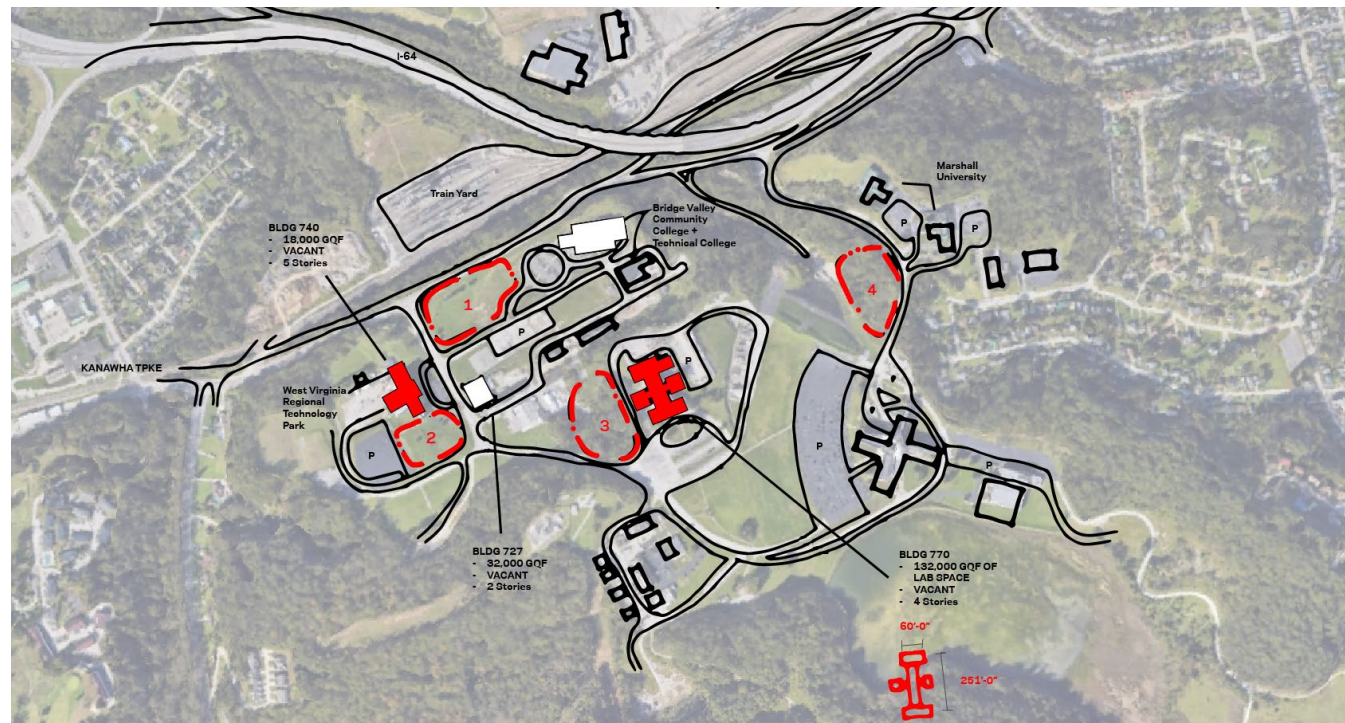 I-64
Train Yard
Marshall
University
Bridge Valley
Community
College +
Technical College
P
P
BLDG 740
- 18,000 GQF
- VACANT
- 5 Stories
1
4
P
KANAWHA TPKE
P
West Virginia
Regional
Technology
Park
2
3
P
P
P
BLDG 727
- 32,000 GQF
- VACANT
- 2 Stories
BLDG 770
- 132,000 GQF OF
LAB SPACE
- VACANT
- 4 Stories
60'-0"
251'-0"